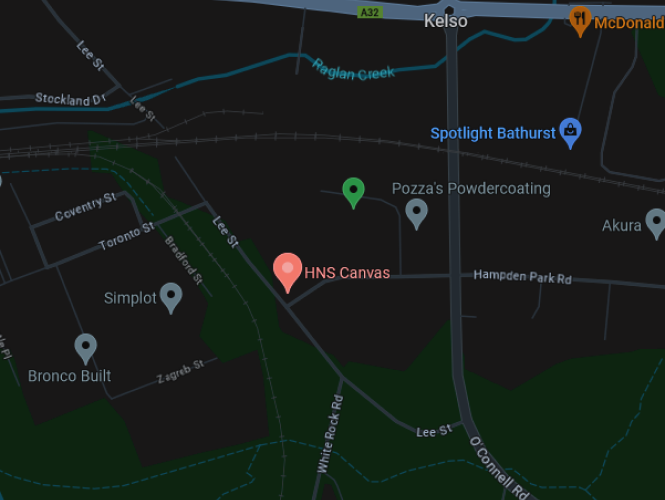 A32
Kelso
McDonald
Lee St
Raglan Creek
Stockland Dr
Lee St
Spotlight Bathurst
Pozza's Powdercoating
Coventry St
Akura
Toronto St
Lee St
Bradford St
HNS Canvas
Hampden Park Rd
Simplot
Bronco Built
Zagreb St
White Rock Rd
Lee St
O'Connell Rd